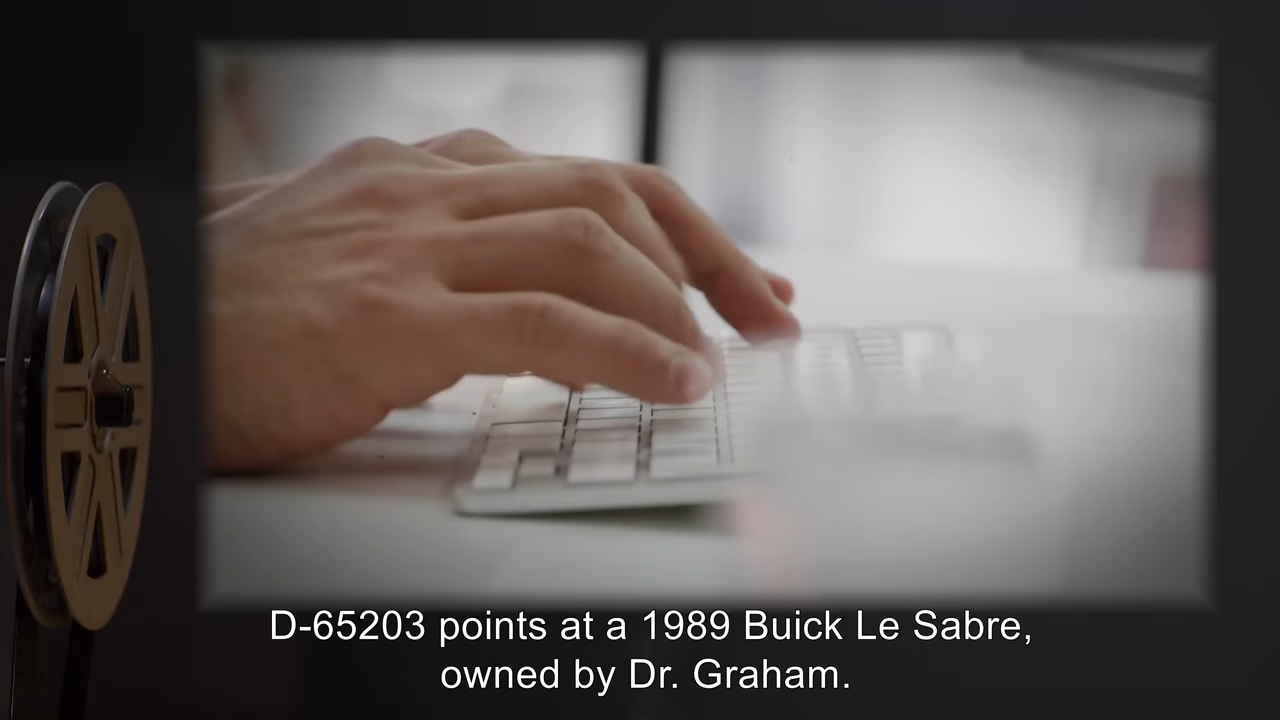 D-65203 points at a 1989 Buick Le Sabre,
owned by Dr. Graham.